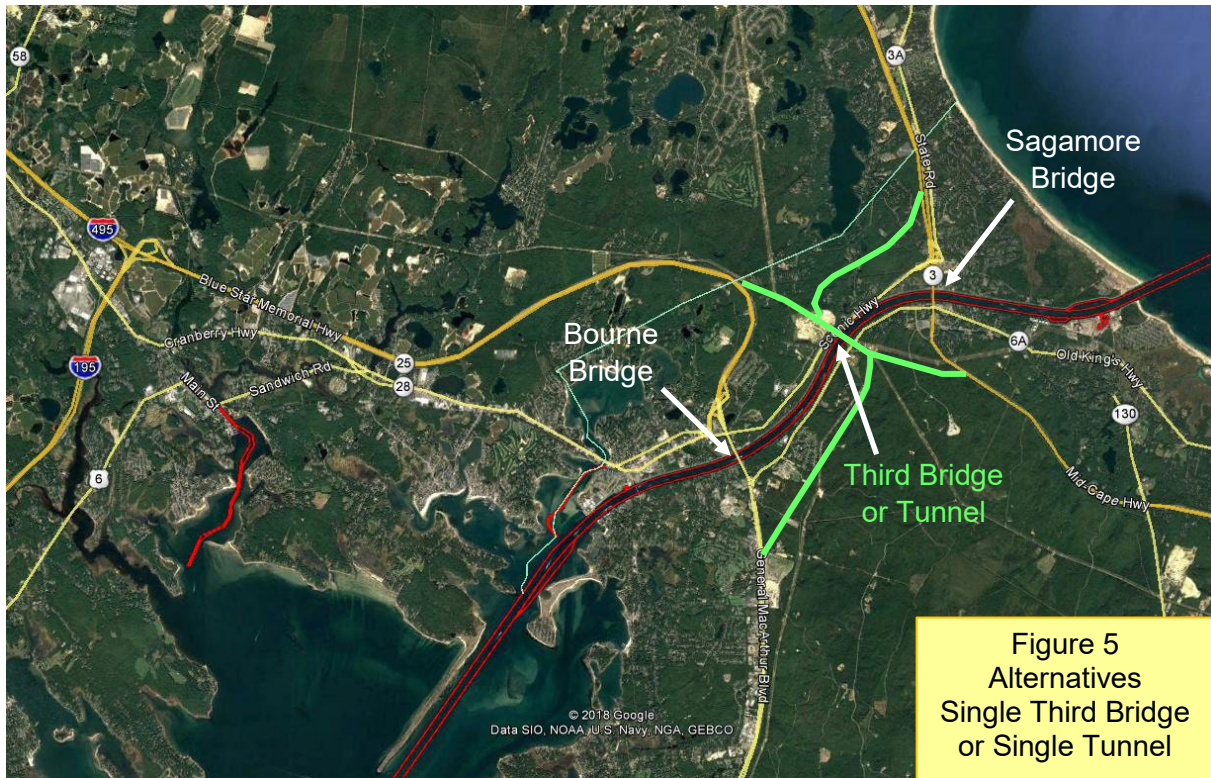 58
3A
State Rd
Sagamore
Bridge
495
3
Blue Star Memorial Hwy
Scenic Hwy
Cranberry Hwy
Bourne
Bridge
6A
Old King's Hwy
25
195
Sandwich Rd
28
Main St
130
6
Third Bridge
or Tunnel
Mid-Cape Hwy
General MacArthur Blvd
© 2018 Google
Data SIO, NOAA, U.S. Navy, NGA, GEBCO
Figure 5
Alternatives
Single Third Bridge
or Single Tunnel